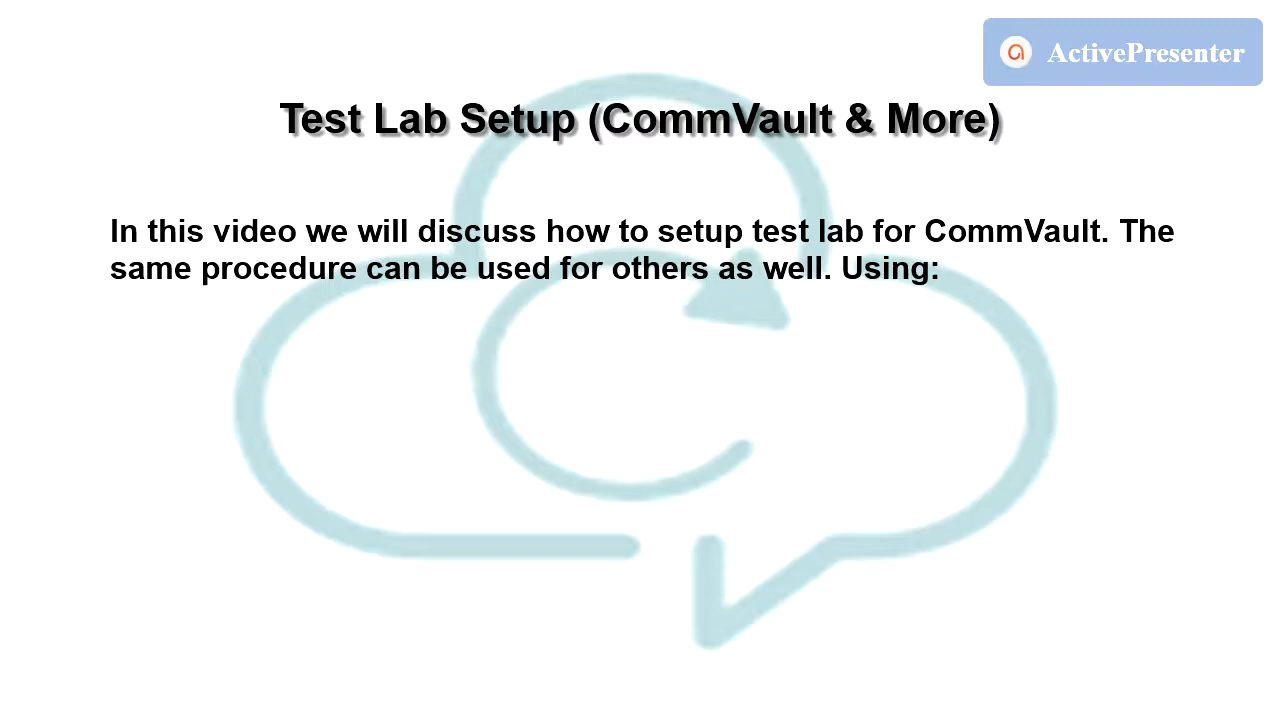 ActivePresenter
Test Lab Setup (CommVault & More)
In this video we will discuss how to setup test lab for CommVault. The
same procedure can be used for others as well. Using: